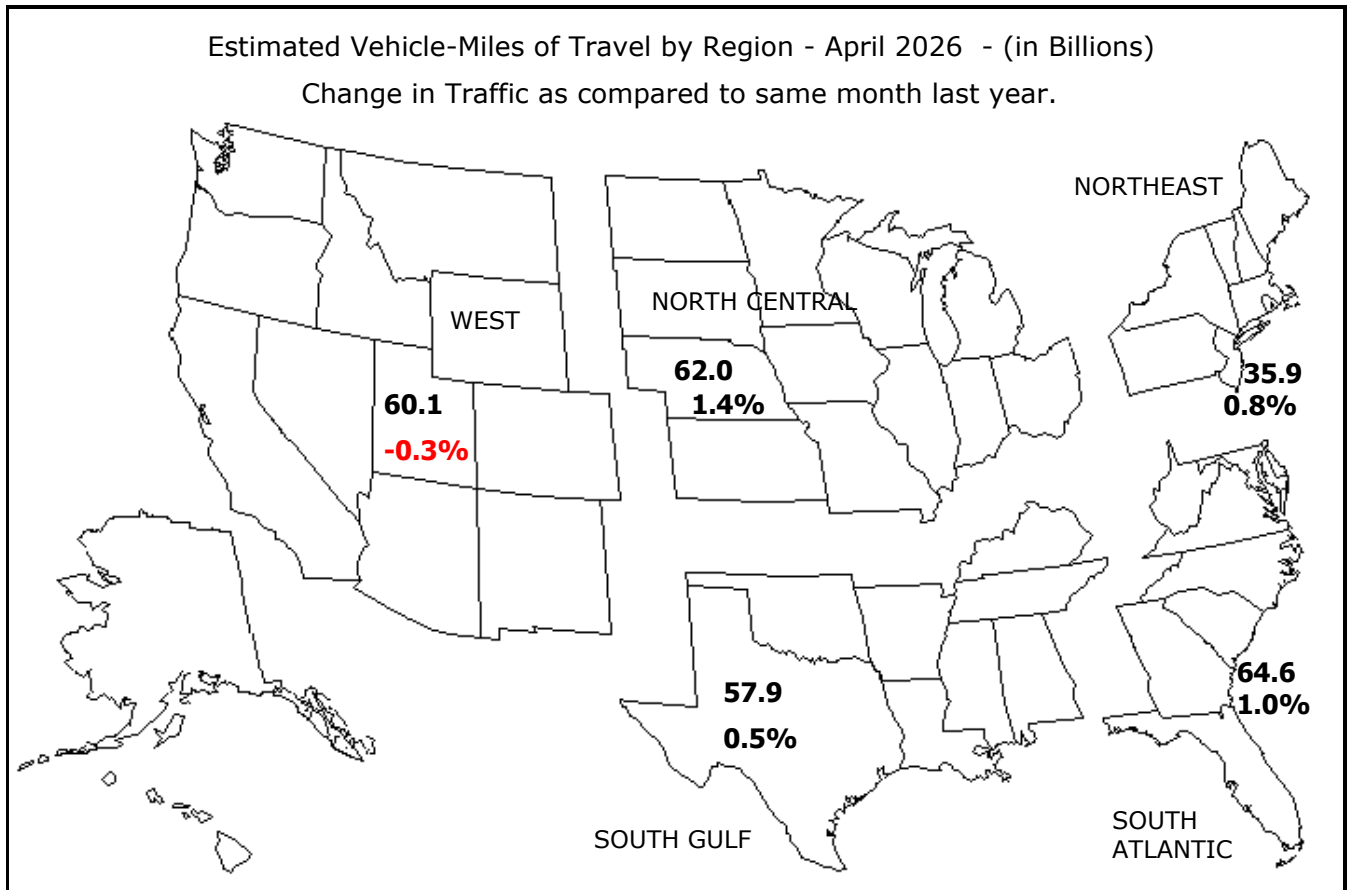 Estimated Vehicle-Miles of Travel by Region - April 2026 - (in Billions)
Change in Traffic as compared to same month last year.
NORTHEAST
35.9
0.8%
NORTH CENTRAL
62.0
1.4%
WEST
60.1
-0.3%
SOUTH GULF
57.9
0.5%
SOUTH
ATLANTIC
64.6
1.0%